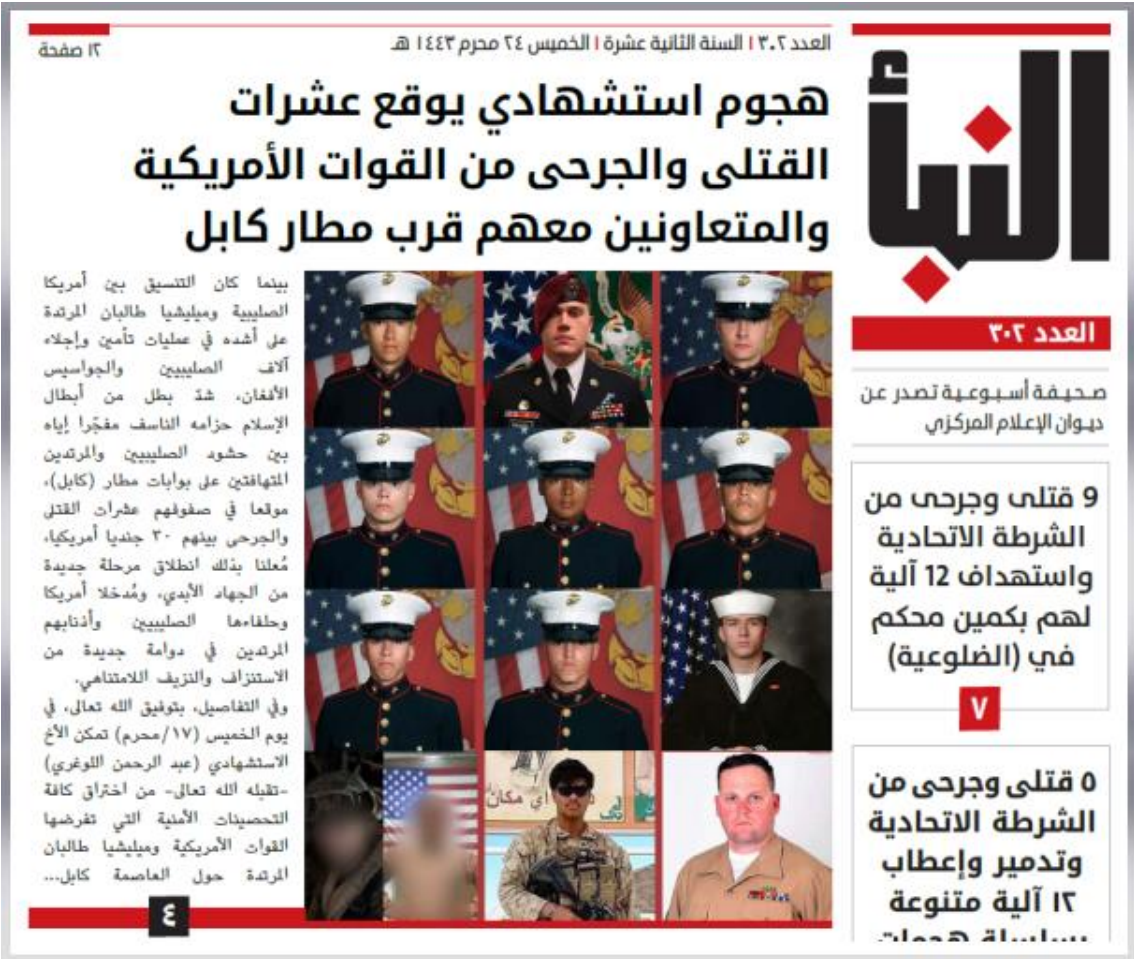 النبأ
العدد ٣٠٢ | السنة الثانية عشرة | الخميس ٢٤ محرم ١٤٤٣ هـ
١٢ صفحة
هجوم استشهادي يوقع عشرات
القتلى والجرحى من القوات الأمريكية
والمتعاونين معهم قرب مطار كابل
بينما كان التنسيق بين أمريكا
الصليبية وميليشيا طالبان المرتدة
على أشده في عمليات تأمين وإجلاء
آلاف الصليبيين والجواسيس
الأفغان، شدّ بطل من أبطال
الإسلام حزامه الناسف مفجّرا إياه
بين حشود الصليبيين والمرتدين
المتهافتين على بوابات مطار (كابل)،
موقعا في صفوفهم عشرات القتلى
والجرحى بينهم ٣٠ جنديا أمريكيا،
مُعلنا بذلك انطلاق مرحلة جديدة
من الجهاد الأبدي، ومُدخلا أمريكا
وحلفاءها الصليبيين وأذنابهم
المرتدين في دوامة جديدة من
الاستنزاف والنزيف اللامتناهي.
وفي التفاصيل، بتوفيق الله تعالى، في
يوم الخميس (١٧/محرم) تمكن الأخ
الاستشهادي (عبد الرحمن اللوغري)
-تقبله الله تعالى- من اختراق كافة
التحصينات الأمنية التي تفرضها
القوات الأمريكية وميليشيا طالبان
المرتدة حول العاصمة كابل...
٤
أي مكان
العدد ٣٠٢
صحيفة أسبوعية تصدر عن
ديوان الإعلام المركزي
9 قتلى وجرحى من
الشرطة الاتحادية
واستهداف 12 آلية
لهم بكمين محكم
في (الضلوعية)
٧
٥ قتلى وجرحى من
الشرطة الاتحادية
وتدمير وإعطاب
١٢ آلية متنوعة
بسلسلة هجمات